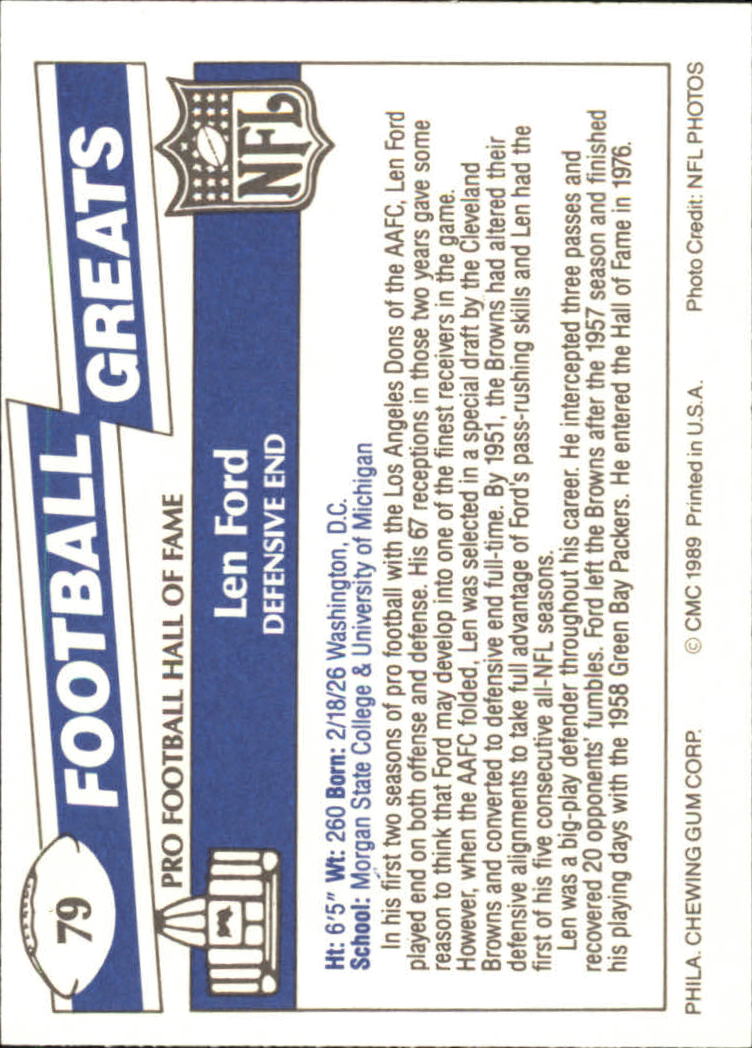 79
FOOTBALL
GREATS
PRO FOOTBALL HALL OF FAME
Len Ford
DEFENSIVE END
NFL
Ht: 6'5" Wt: 260 Born: 2/18/26 Washington, D.C.
School: Morgan State College & University of Michigan
In his first two seasons of pro football with the Los Angeles Dons of the AAFC, Len Ford
played end on both offense and defense. His 67 receptions in those two years gave some
reason to think that Ford may develop into one of the finest receivers in the game.
However, when the AAFC folded, Len was selected in a special draft by the Cleveland
Browns and converted to defensive end full-time. By 1951, the Browns had altered their
defensive alignments to take full advantage of Ford's pass-rushing skills and Len had the
first of his five consecutive all-NFL seasons.
Len was a big-play defender throughout his career. He intercepted three passes and
recovered 20 opponents' fumbles. Ford left the Browns after the 1957 season and finished
his playing days with the 1958 Green Bay Packers. He entered the Hall of Fame in 1976.
PHILA. CHEWING GUM CORP. © CMC 1989 Printed in U.S.A. Photo Credit: NFL PHOTOS